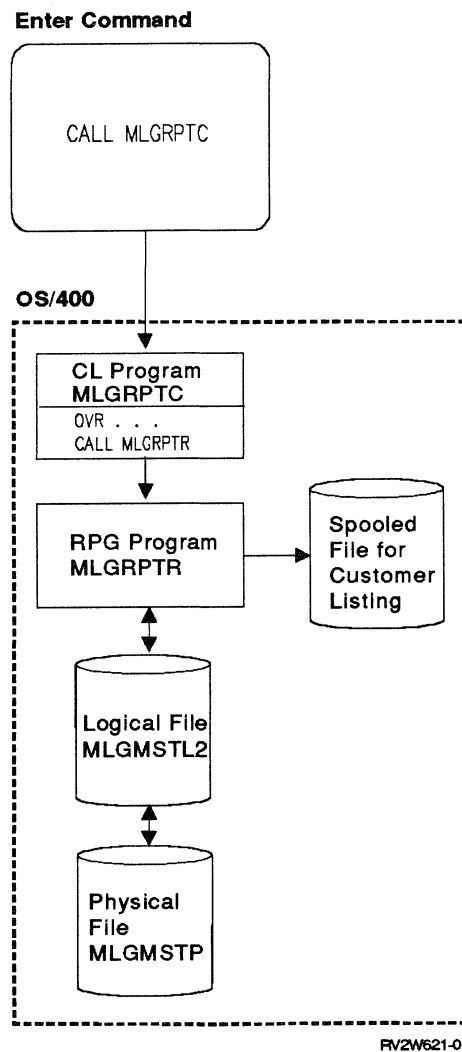 Enter Command
CALL MLGRPTC
OS/400
CL Program
MLGRPTC
OVR . . .
CALL MLGRPTR
RPG Program
MLGRPTR
Spooled
File for
Customer
Listing
Logical File
MLGMSTL2
Physical
File
MLGMSTP
RV2W621-0